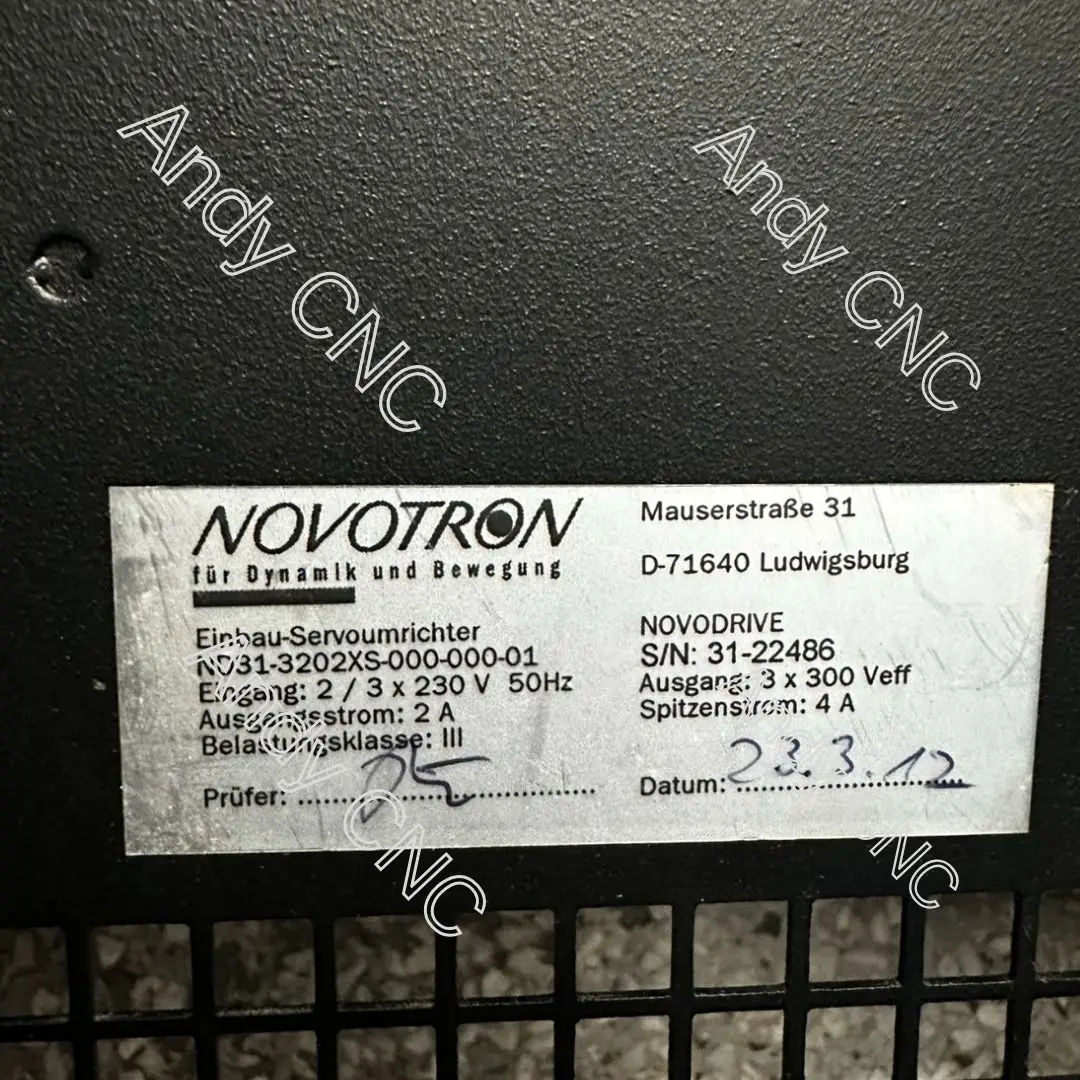 Andy CNC
Andy CNC
NOVOTRON
für Dynamik und Bewegung
Mauserstraße 31
D-71640 Ludwigsburg
Einbau-Servoumrichter
ND31-3202XS-000-000-01
Eingang: 2 / 3 x 230 V 50Hz
Ausgangsstrom: 2 A
Belastungsklasse: III
Prüfer:
NOVODRIVE
S/N: 31-22486
Ausgang: 3 x 300 Veff
Spitzenstrom: 4 A
Datum: 23.3.12
Andy CNC
CNC